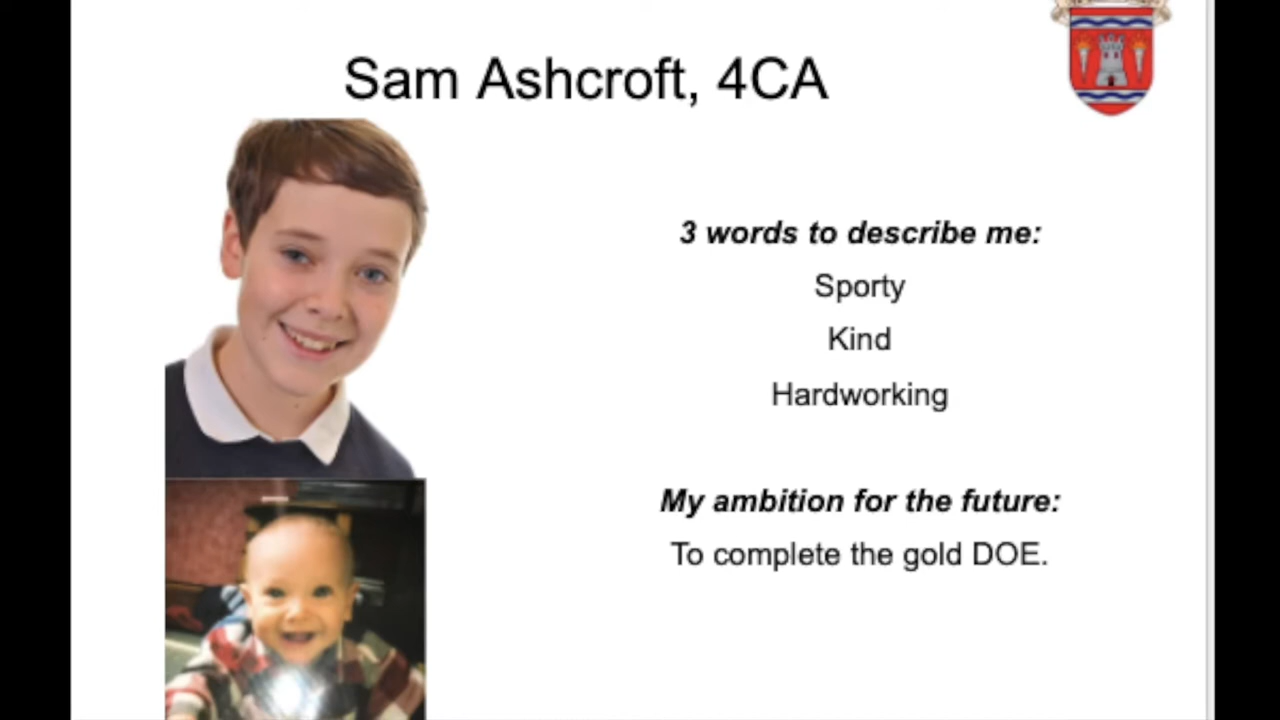 Sam Ashcroft, 4CA
3 words to describe me:
Sporty
Kind
Hardworking
My ambition for the future:
To complete the gold DOE.